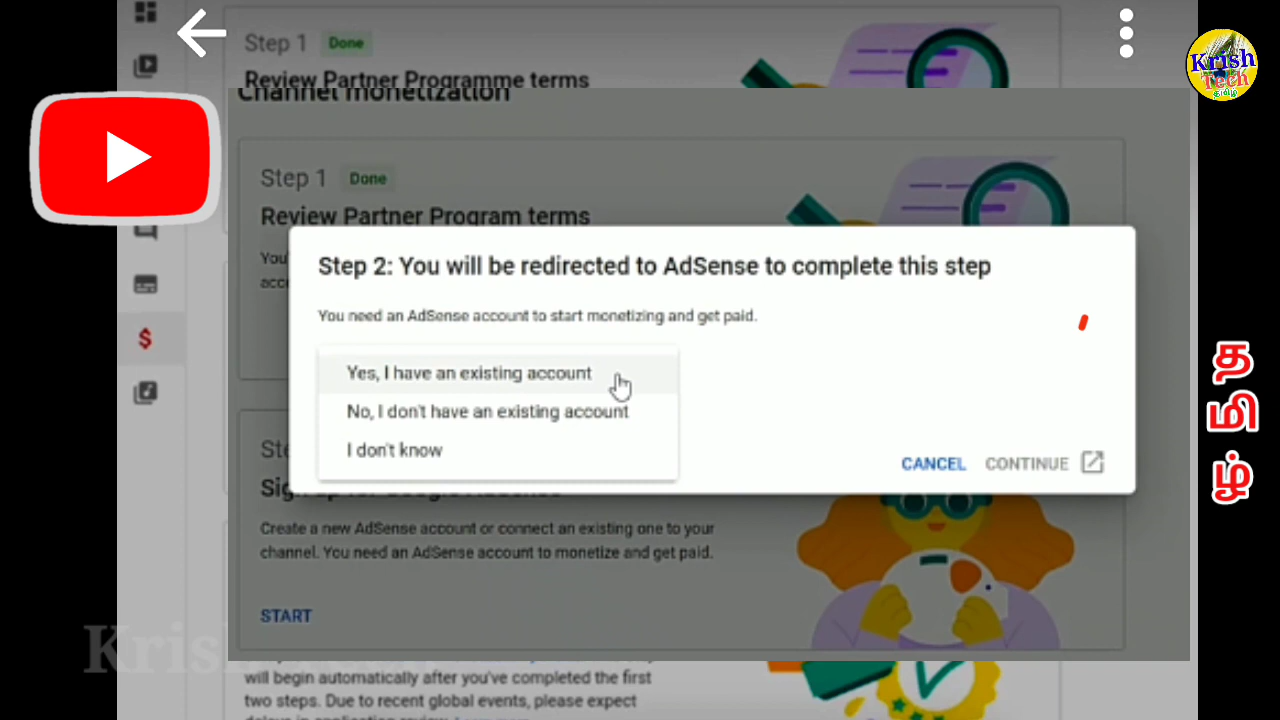 Step 1 Done
Review Partner Programme terms
Krish
Tech
தமிழ்
Channel monetization
Step 1 Done
Review Partner Program terms
Step 2: You will be redirected to AdSense to complete this step
You need an AdSense account to start monetizing and get paid.
Yes, I have an existing account
No, I don't have an existing account
I don't know
CANCEL CONTINUE
Create a new AdSense account or connect an existing one to your
channel. You need an AdSense account to monetize and get paid.
START
தமிழ்
Krish
will begin automatically after you've completed the first
two steps. Due to recent global events, please expect